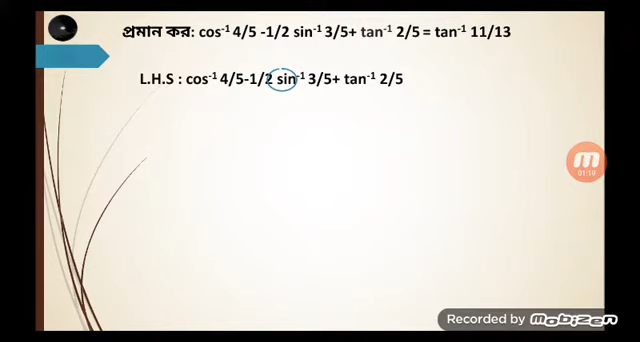 প্রমান কর: cos⁻¹ 4/5 -1/2 sin⁻¹ 3/5+ tan⁻¹ 2/5 = tan⁻¹ 11/13
L.H.S : cos⁻¹ 4/5-1/2 sin⁻¹ 3/5+ tan⁻¹ 2/5
01:10
Recorded by Mobizen